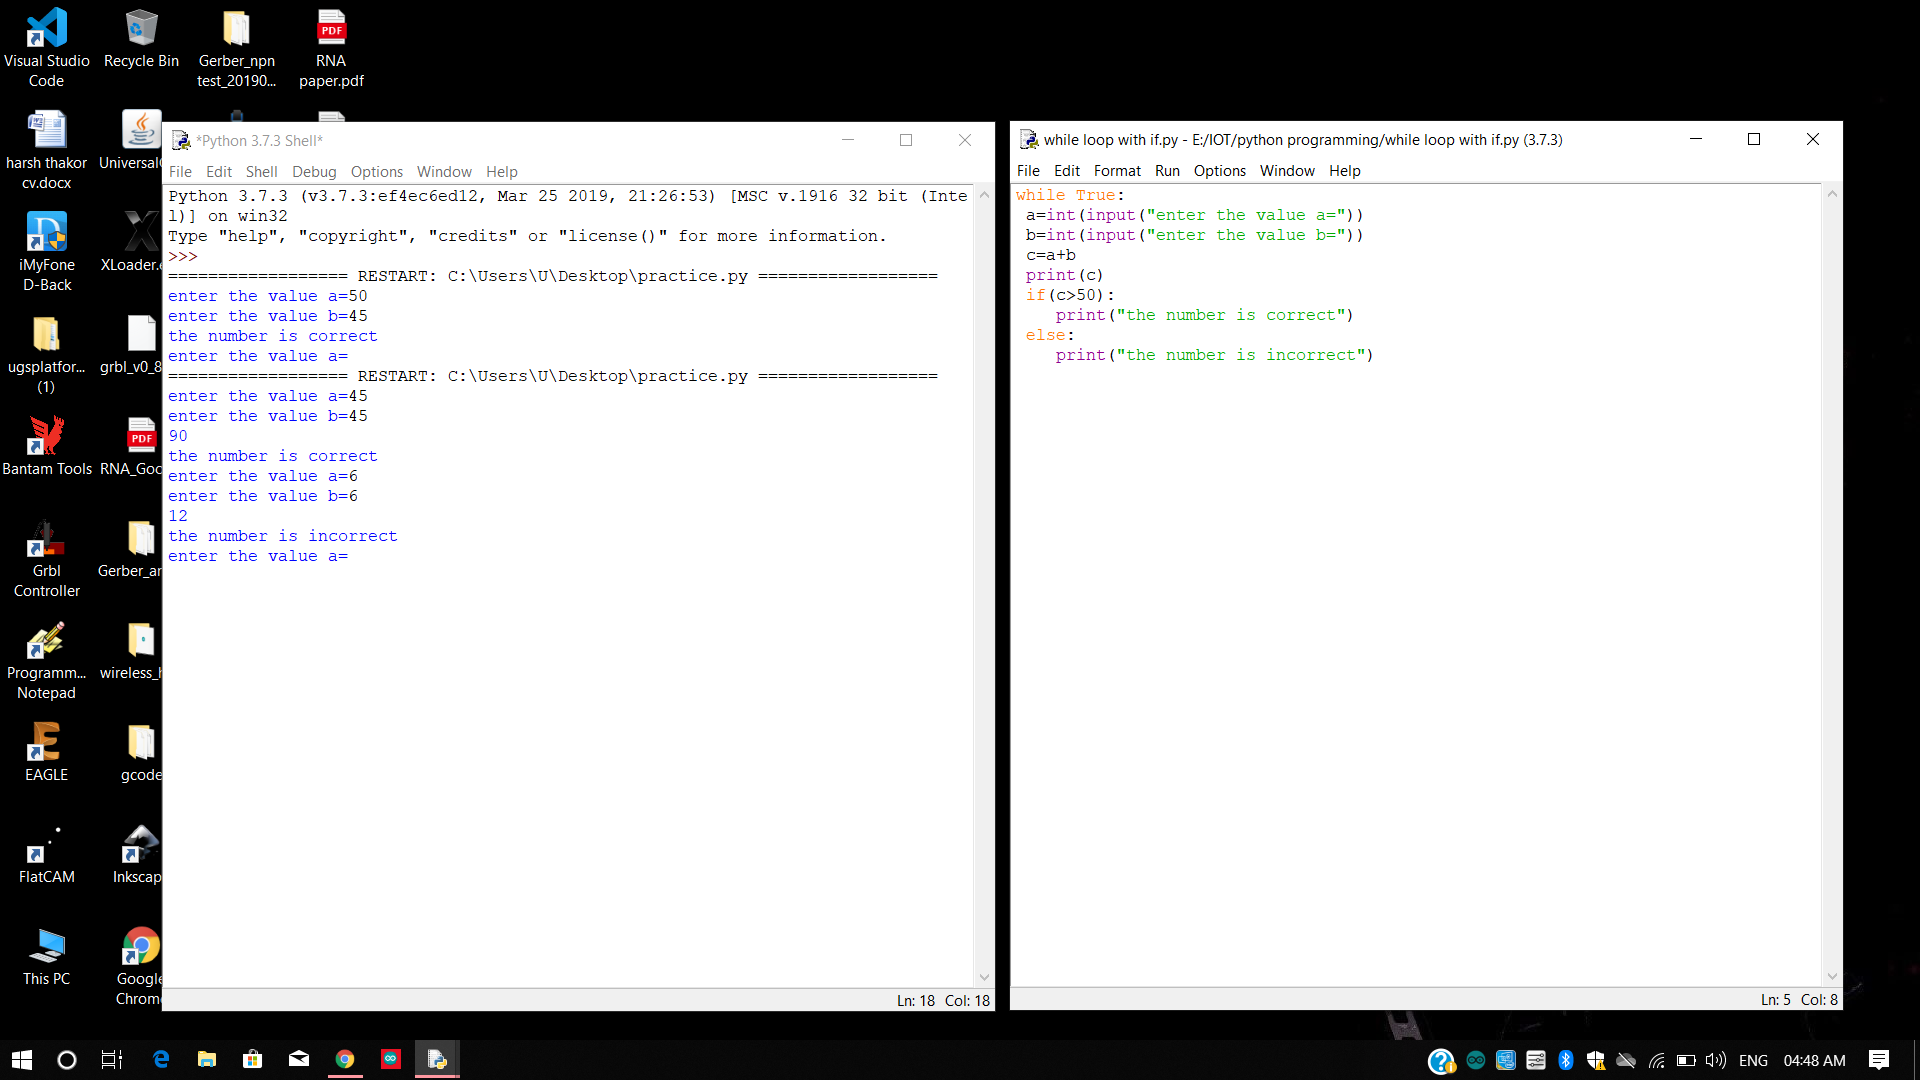 Visual Studio
Code
Recycle Bin
Gerber_npn
test_20190...
RNA
paper.pdf
harsh thakor
cv.docx
Universal
iMyFone
D-Back
XLoader.e
ugsplatfor...
(1)
grbl_v0_8
Bantam Tools
RNA_Goc
Grbl
Controller
Gerber_ar
Programm...
Notepad
wireless_h
EAGLE
gcode
FlatCAM
Inkscap
This PC
Google
Chrom
*Python 3.7.3 Shell*
File Edit Shell Debug Options Window Help
Python 3.7.3 (v3.7.3:ef4ec6ed12, Mar 25 2019, 21:26:53) [MSC v.1916 32 bit (Inte
l)] on win32
Type "help", "copyright", "credits" or "license()" for more information.
>>>
================== RESTART: C:\Users\U\Desktop\practice.py ==================
enter the value a=50
enter the value b=45
the number is correct
enter the value a=
================== RESTART: C:\Users\U\Desktop\practice.py ==================
enter the value a=45
enter the value b=45
90
the number is correct
enter the value a=6
enter the value b=6
12
the number is incorrect
enter the value a=
Ln: 18 Col: 18
while loop with if.py - E:/IOT/python programming/while loop with if.py (3.7.3)
File Edit Format Run Options Window Help
while True:
 a=int(input("enter the value a="))
 b=int(input("enter the value b="))
 c=a+b
 print(c)
 if(c>50):
    print("the number is correct")
 else:
    print("the number is incorrect")
Ln: 5 Col: 8
ENG 04:48 AM